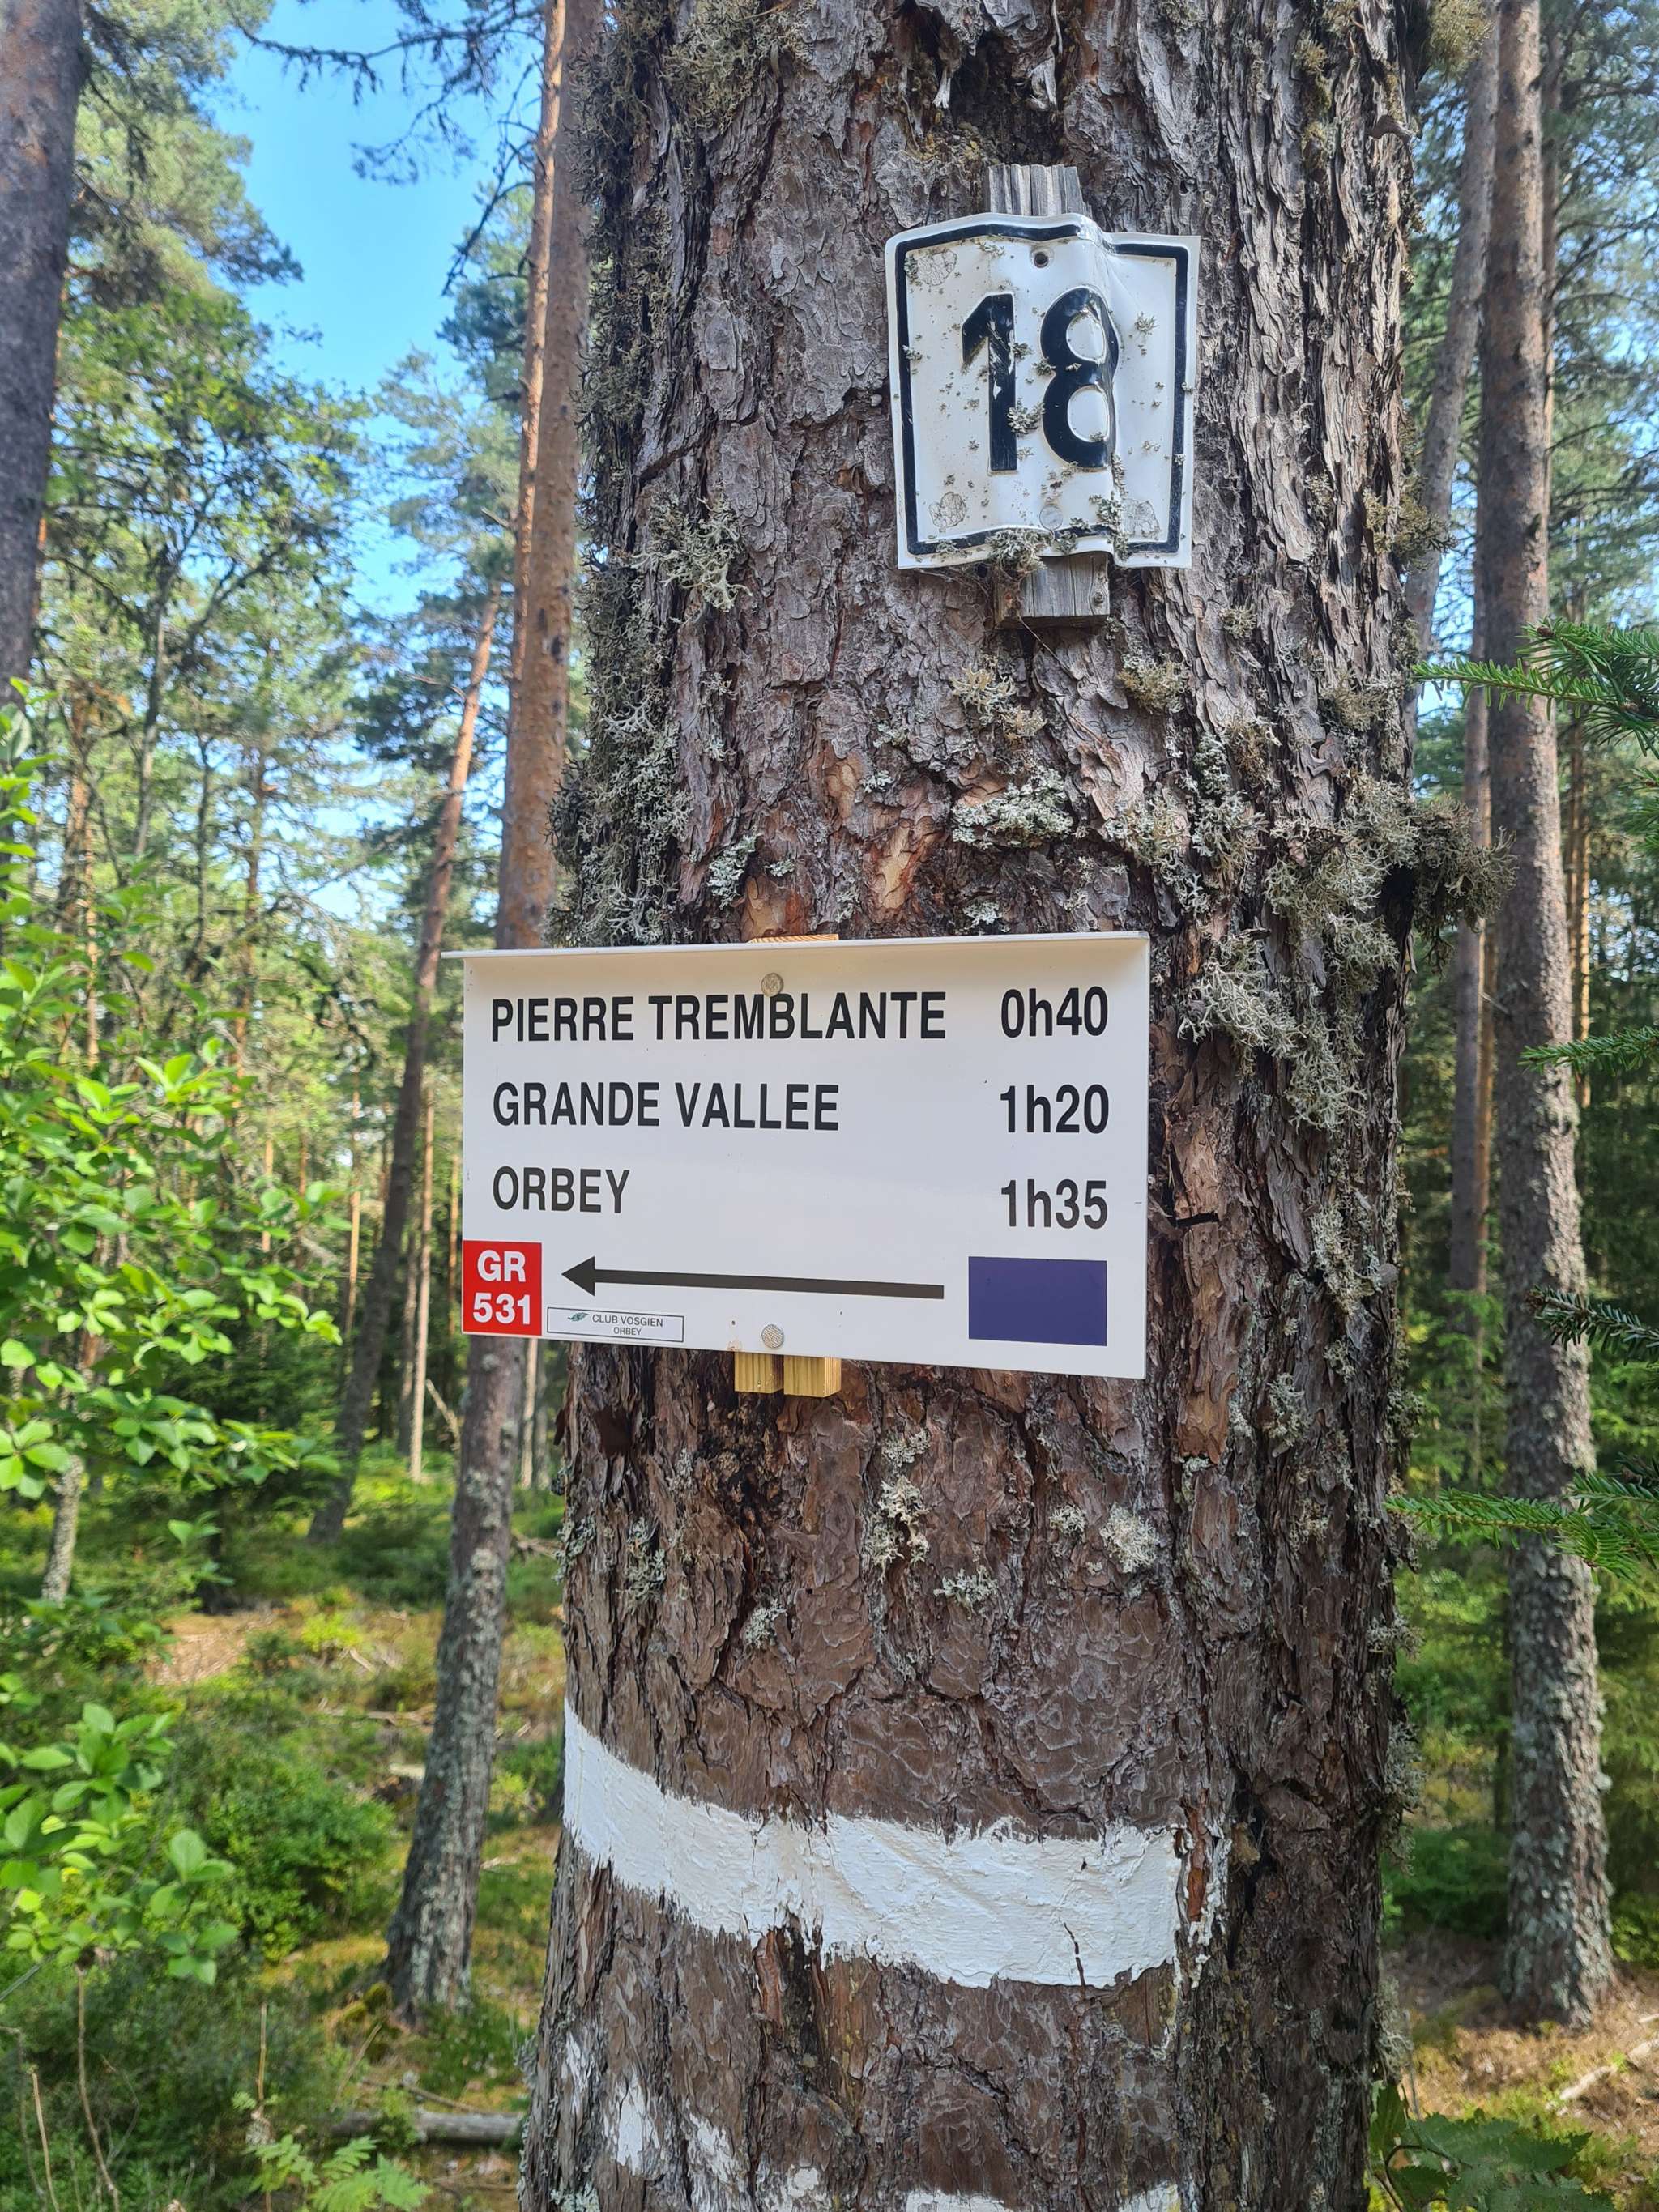 18
PIERRE TREMBLANTE 0h40
GRANDE VALLEE 1h20
ORBEY 1h35
GR
531
CLUB VOSGIEN
ORBEY